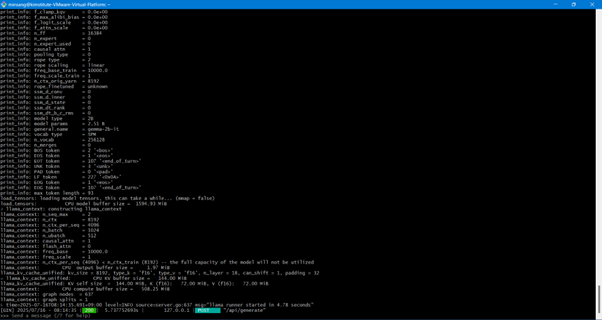 minsung@kinstitute-VMware-Virtual-Platform: ~
print_info: f_clamp_kqv = 0.0e+00
print_info: f_max_alibi_bias = 0.0e+00
print_info: f_logit_scale = 0.0e+00
print_info: f_attn_scale = 0.0e+00
print_info: n_ff = 16384
print_info: n_expert = 0
print_info: n_expert_used = 0
print_info: causal attn = 1
print_info: pooling type = 0
print_info: rope type = 2
print_info: rope scaling = linear
print_info: freq_base_train = 10000.0
print_info: freq_scale_train = 1
print_info: n_ctx_orig_yarn = 8192
print_info: rope_finetuned = unknown
print_info: ssm_d_conv = 0
print_info: ssm_d_inner = 0
print_info: ssm_d_state = 0
print_info: ssm_dt_rank = 0
print_info: ssm_dt_b_c_rms = 0
print_info: model type = 2B
print_info: model params = 2.51 B
print_info: general.name = gemma-2b-it
print_info: vocab type = SPM
print_info: n_vocab = 256128
print_info: n_merges = 0
print_info: BOS token = 2 '<bos>'
print_info: EOS token = 1 '<eos>'
print_info: EOT token = 107 '<end_of_turn>'
print_info: UNK token = 3 '<unk>'
print_info: PAD token = 0 '<pad>'
print_info: LF token = 227 '<0x0A>'
print_info: EOG token = 1 '<eos>'
print_info: EOG token = 107 '<end_of_turn>'
print_info: max token length = 93
load_tensors: loading model tensors, this can take a while... (mmap = false)
load_tensors: CPU model buffer size = 1594.93 MiB
llama_context: constructing llama_context
llama_context: n_seq_max = 2
llama_context: n_ctx = 8192
llama_context: n_ctx_per_seq = 4096
llama_context: n_batch = 1024
llama_context: n_ubatch = 512
llama_context: causal_attn = 1
llama_context: flash_attn = 0
llama_context: freq_base = 10000.0
llama_context: freq_scale = 1
llama_context: n_ctx_per_seq (4096) < n_ctx_train (8192) -- the full capacity of the model will not be utilized
llama_context: CPU output buffer size = 1.97 MiB
llama_kv_cache_unified: kv_size = 8192, type_k = 'f16', type_v = 'f16', n_layer = 18, can_shift = 1, padding = 32
llama_kv_cache_unified: CPU KV buffer size = 144.00 MiB
llama_kv_cache_unified: KV self size = 144.00 MiB, K (f16): 72.00 MiB, V (f16): 72.00 MiB
llama_context: CPU compute buffer size = 508.25 MiB
llama_context: graph nodes = 637
llama_context: graph splits = 1
time=2025-07-16T08:14:35.691+09:00 level=INFO source=server.go:637 msg="llama runner started in 4.78 seconds"
[GIN] 2025/07/16 - 08:14:35 | 200 | 5.737752693s | 127.0.0.1 | POST "/api/generate"
>>> Send a message (/? for help)